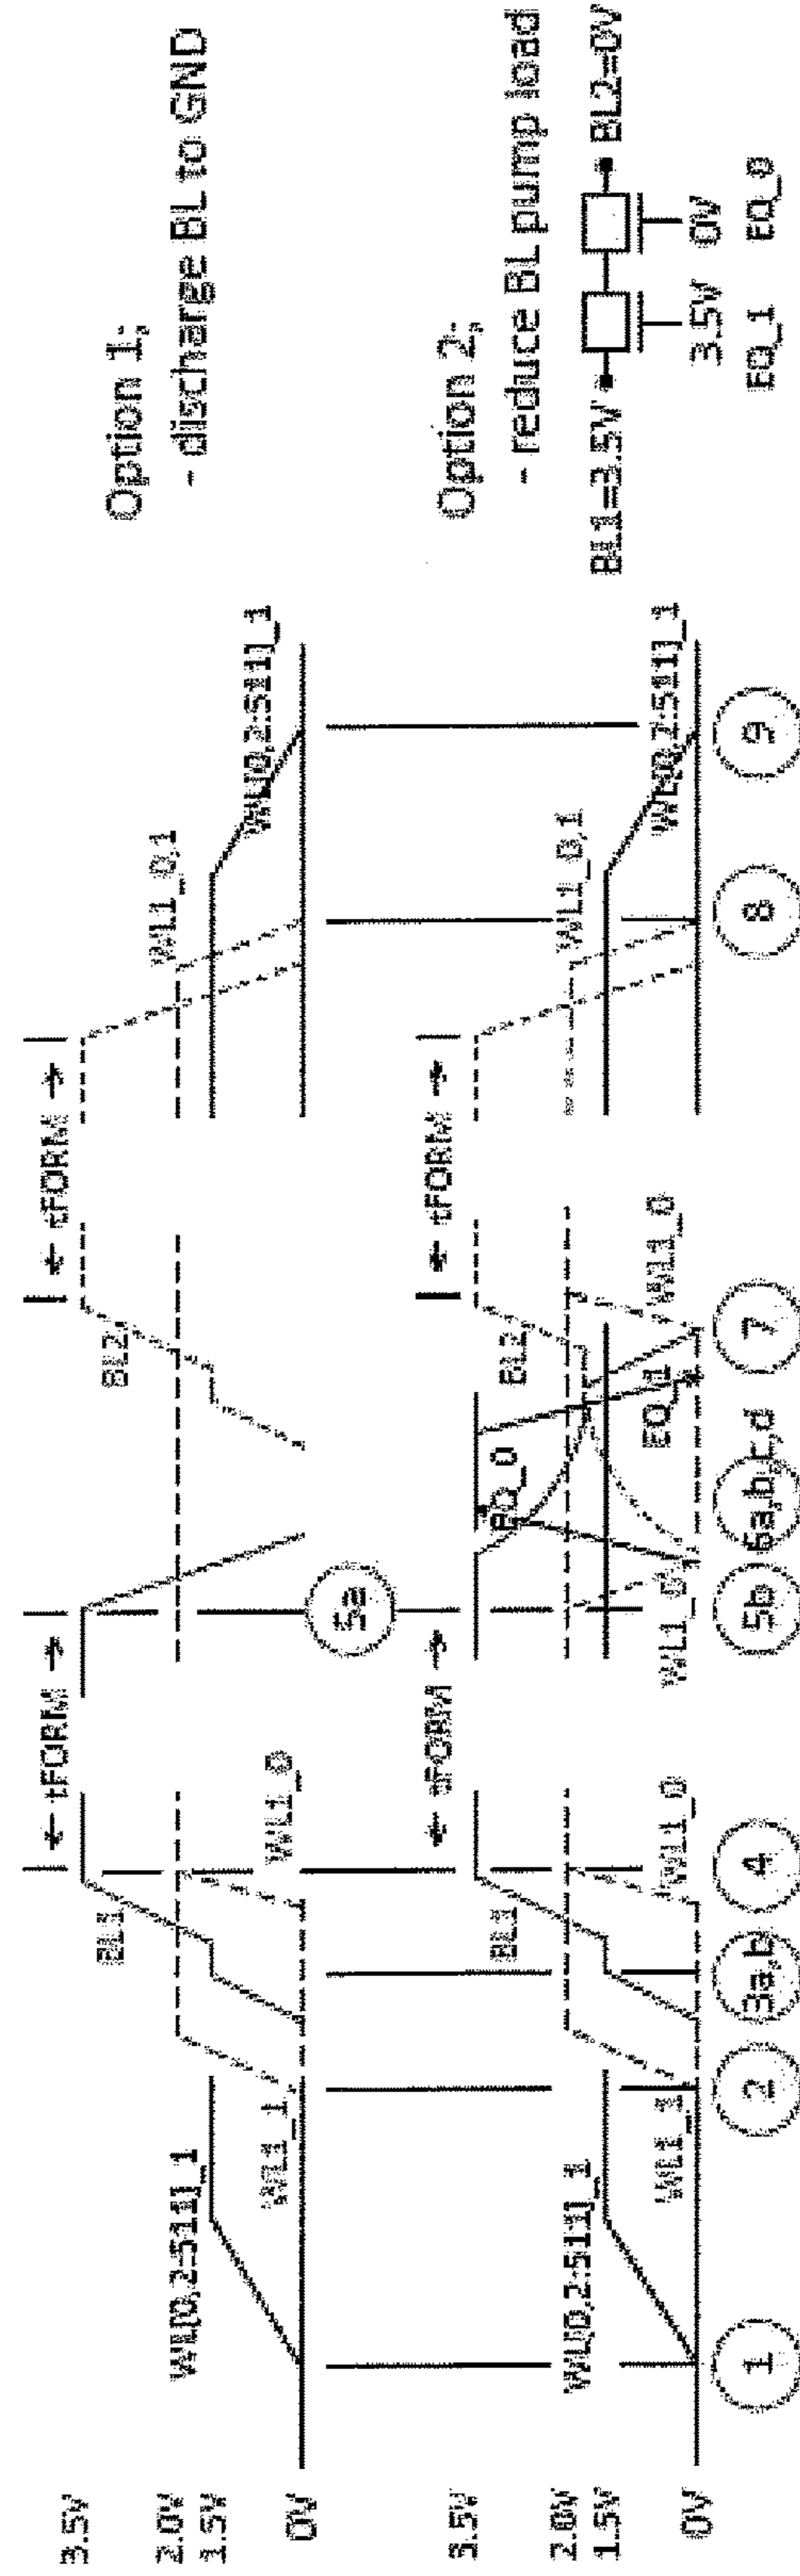 3.5V
2.0V
1.5V
0V
WL[0,2:511]_1
WL1_1
BL1
WL1_0
tFORM
5a
BL2
tFORM
WL1_0,1
WL[0,2:511]_1
Option 1;
- discharge BL to GND
3.5V
2.0V
1.5V
0V
WL[0,2:511]_1
WL1_1
BL1
WL1_0
tFORM
WL1_0
EQ_0
EQ_1
BL2
WL1_0
tFORM
WL1_0,1
WL[0,2:511]_1
Option 2;
- reduce BL pump load
BL1=3.5V
BL2=0V
3.5V 0V
EQ_1 EQ_0
1
2
3a,b
4
5b
6a,b,c,d
7
8
9